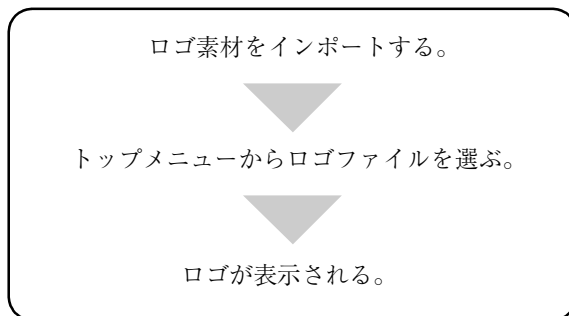 ロゴ素材をインポートする。
トップメニューからロゴファイルを選ぶ。
ロゴが表示される。